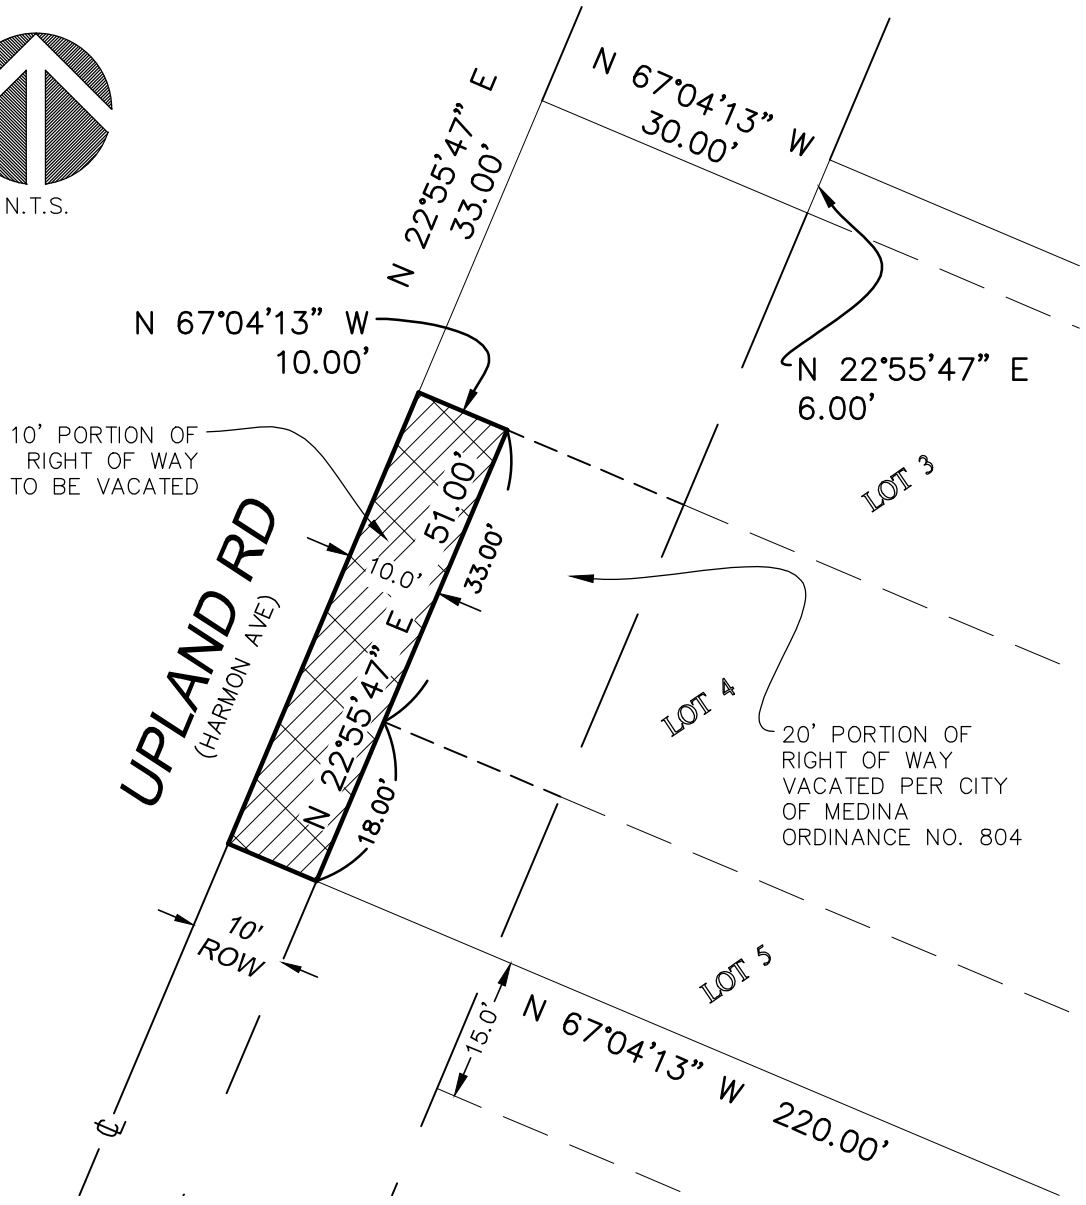 N.T.S.
N 67°04'13" W
30.00'
N 22°55'47" E
33.00'
N 67°04'13" W
10.00'
N 22°55'47" E
6.00'
10' PORTION OF
RIGHT OF WAY
TO BE VACATED
LOT 3
51.00'
N 22°55'47" E
10.0'
33.00'
UPLAND RD
(HARMON AVE)
LOT 4
20' PORTION OF
RIGHT OF WAY
VACATED PER CITY
OF MEDINA
ORDINANCE NO. 804
18.00'
10'
ROW
LOT 5
15.0'
N 67°04'13" W 220.00'
CL